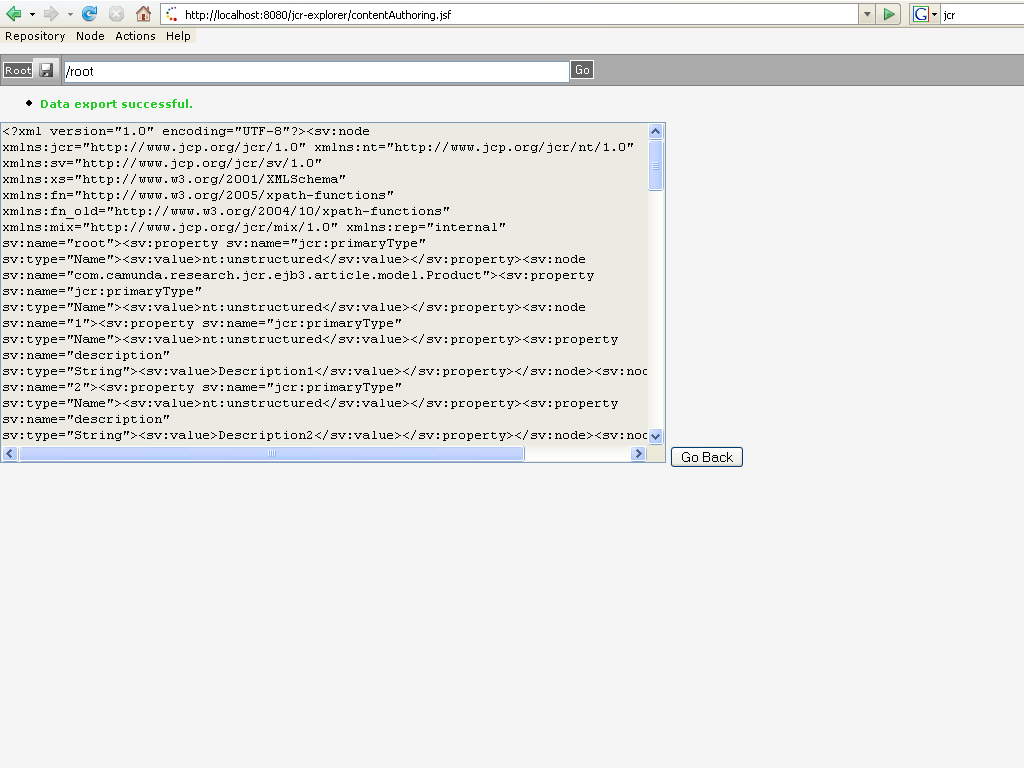 http://localhost:8080/jcr-explorer/contentAuthoring.jsf
G
jcr
Repository Node Actions Help
Root /root Go
Data export successful.
<?xml version="1.0" encoding="UTF-8"?><sv:node
xmlns:jcr="http://www.jcp.org/jcr/1.0" xmlns:nt="http://www.jcp.org/jcr/nt/1.0"
xmlns:sv="http://www.jcp.org/jcr/sv/1.0"
xmlns:xs="http://www.w3.org/2001/XMLSchema"
xmlns:fn="http://www.w3.org/2005/xpath-functions"
xmlns:fn_old="http://www.w3.org/2004/10/xpath-functions"
xmlns:mix="http://www.jcp.org/jcr/mix/1.0" xmlns:rep="internal"
sv:name="root"><sv:property sv:name="jcr:primaryType"
sv:type="Name"><sv:value>nt:unstructured</sv:value></sv:property><sv:node
sv:name="com.camunda.research.jcr.ejb3.article.model.Product"><sv:property
sv:name="jcr:primaryType"
sv:type="Name"><sv:value>nt:unstructured</sv:value></sv:property><sv:node
sv:name="1"><sv:property sv:name="jcr:primaryType"
sv:type="Name"><sv:value>nt:unstructured</sv:value></sv:property><sv:property
sv:name="description"
sv:type="String"><sv:value>Description1</sv:value></sv:property></sv:node><sv:noc
sv:name="2"><sv:property sv:name="jcr:primaryType"
sv:type="Name"><sv:value>nt:unstructured</sv:value></sv:property><sv:property
sv:name="description"
sv:type="String"><sv:value>Description2</sv:value></sv:property></sv:node><sv:noc
Go Back